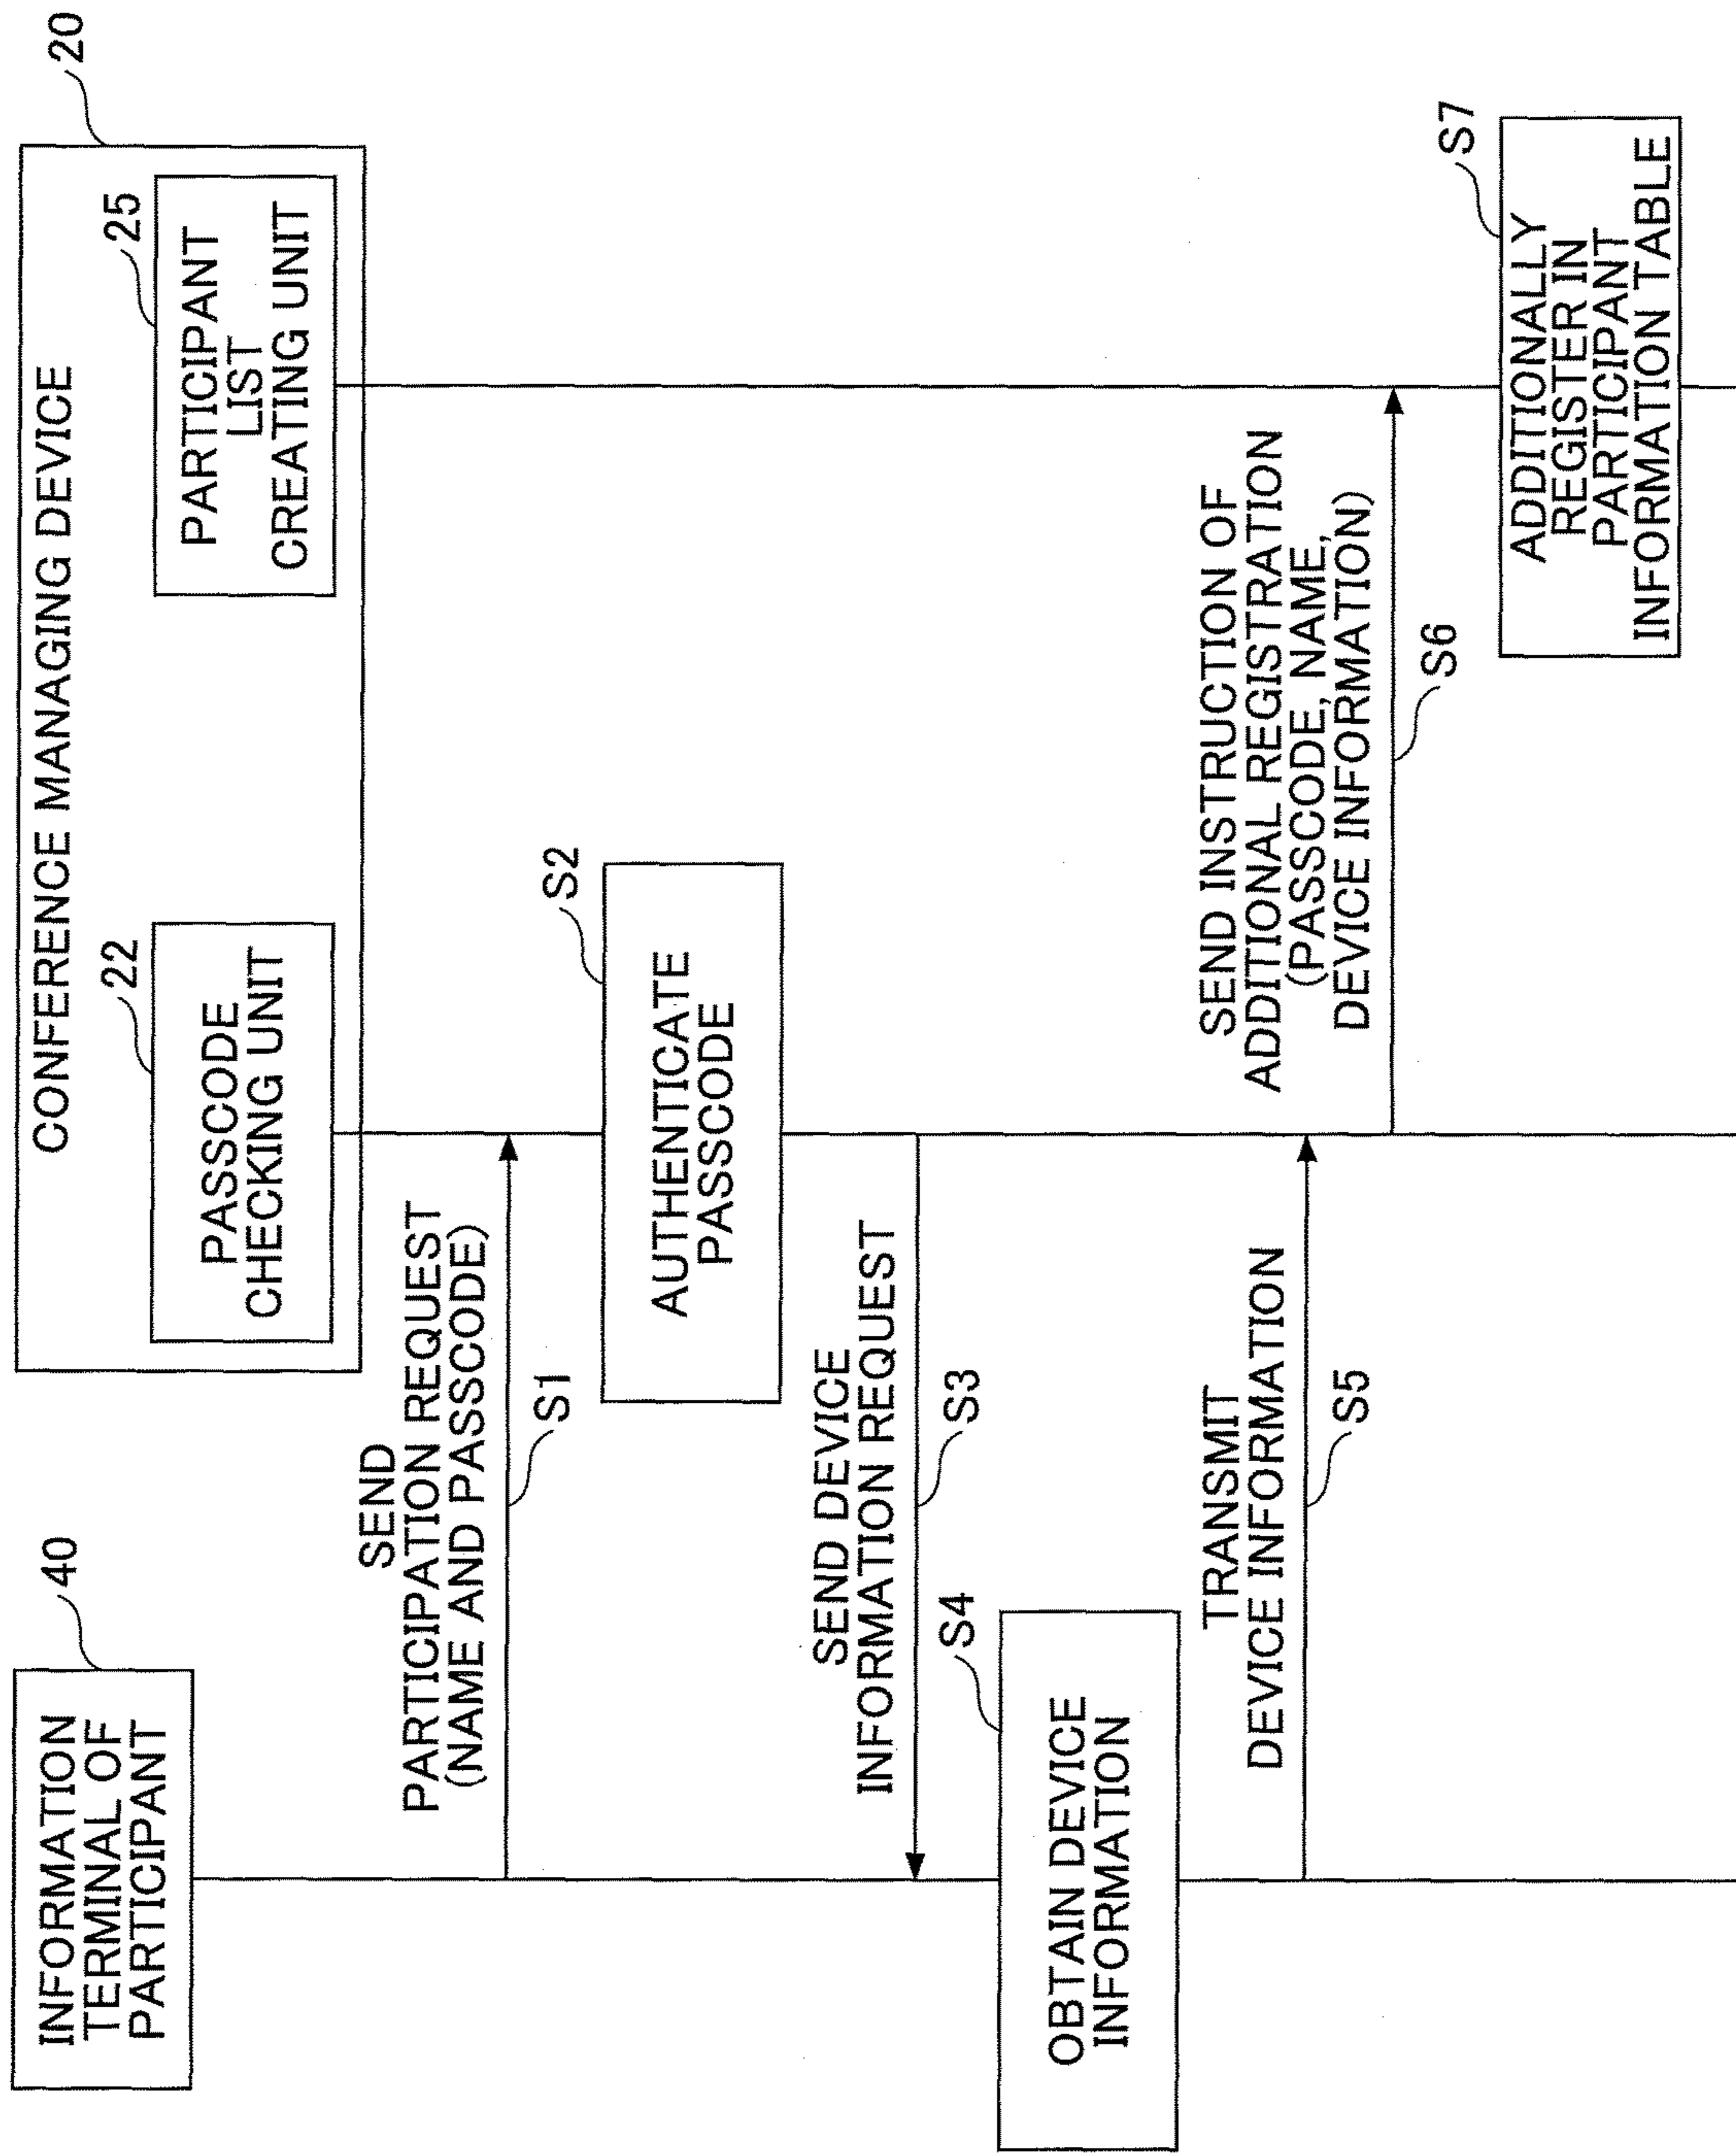 INFORMATION
TERMINAL OF
PARTICIPANT
40
CONFERENCE MANAGING DEVICE
20
PASSCODE
CHECKING UNIT
22
PARTICIPANT
LIST
CREATING UNIT
25
SEND
PARTICIPATION REQUEST
(NAME AND PASSCODE)
S1
AUTHENTICATE
PASSCODE
S2
SEND DEVICE
INFORMATION REQUEST
S3
OBTAIN DEVICE
INFORMATION
S4
TRANSMIT
DEVICE INFORMATION
S5
SEND INSTRUCTION OF
ADDITIONAL REGISTRATION
(PASSCODE, NAME,
DEVICE INFORMATION)
S6
ADDITIONALLY
REGISTER IN
PARTICIPANT
INFORMATION TABLE
S7